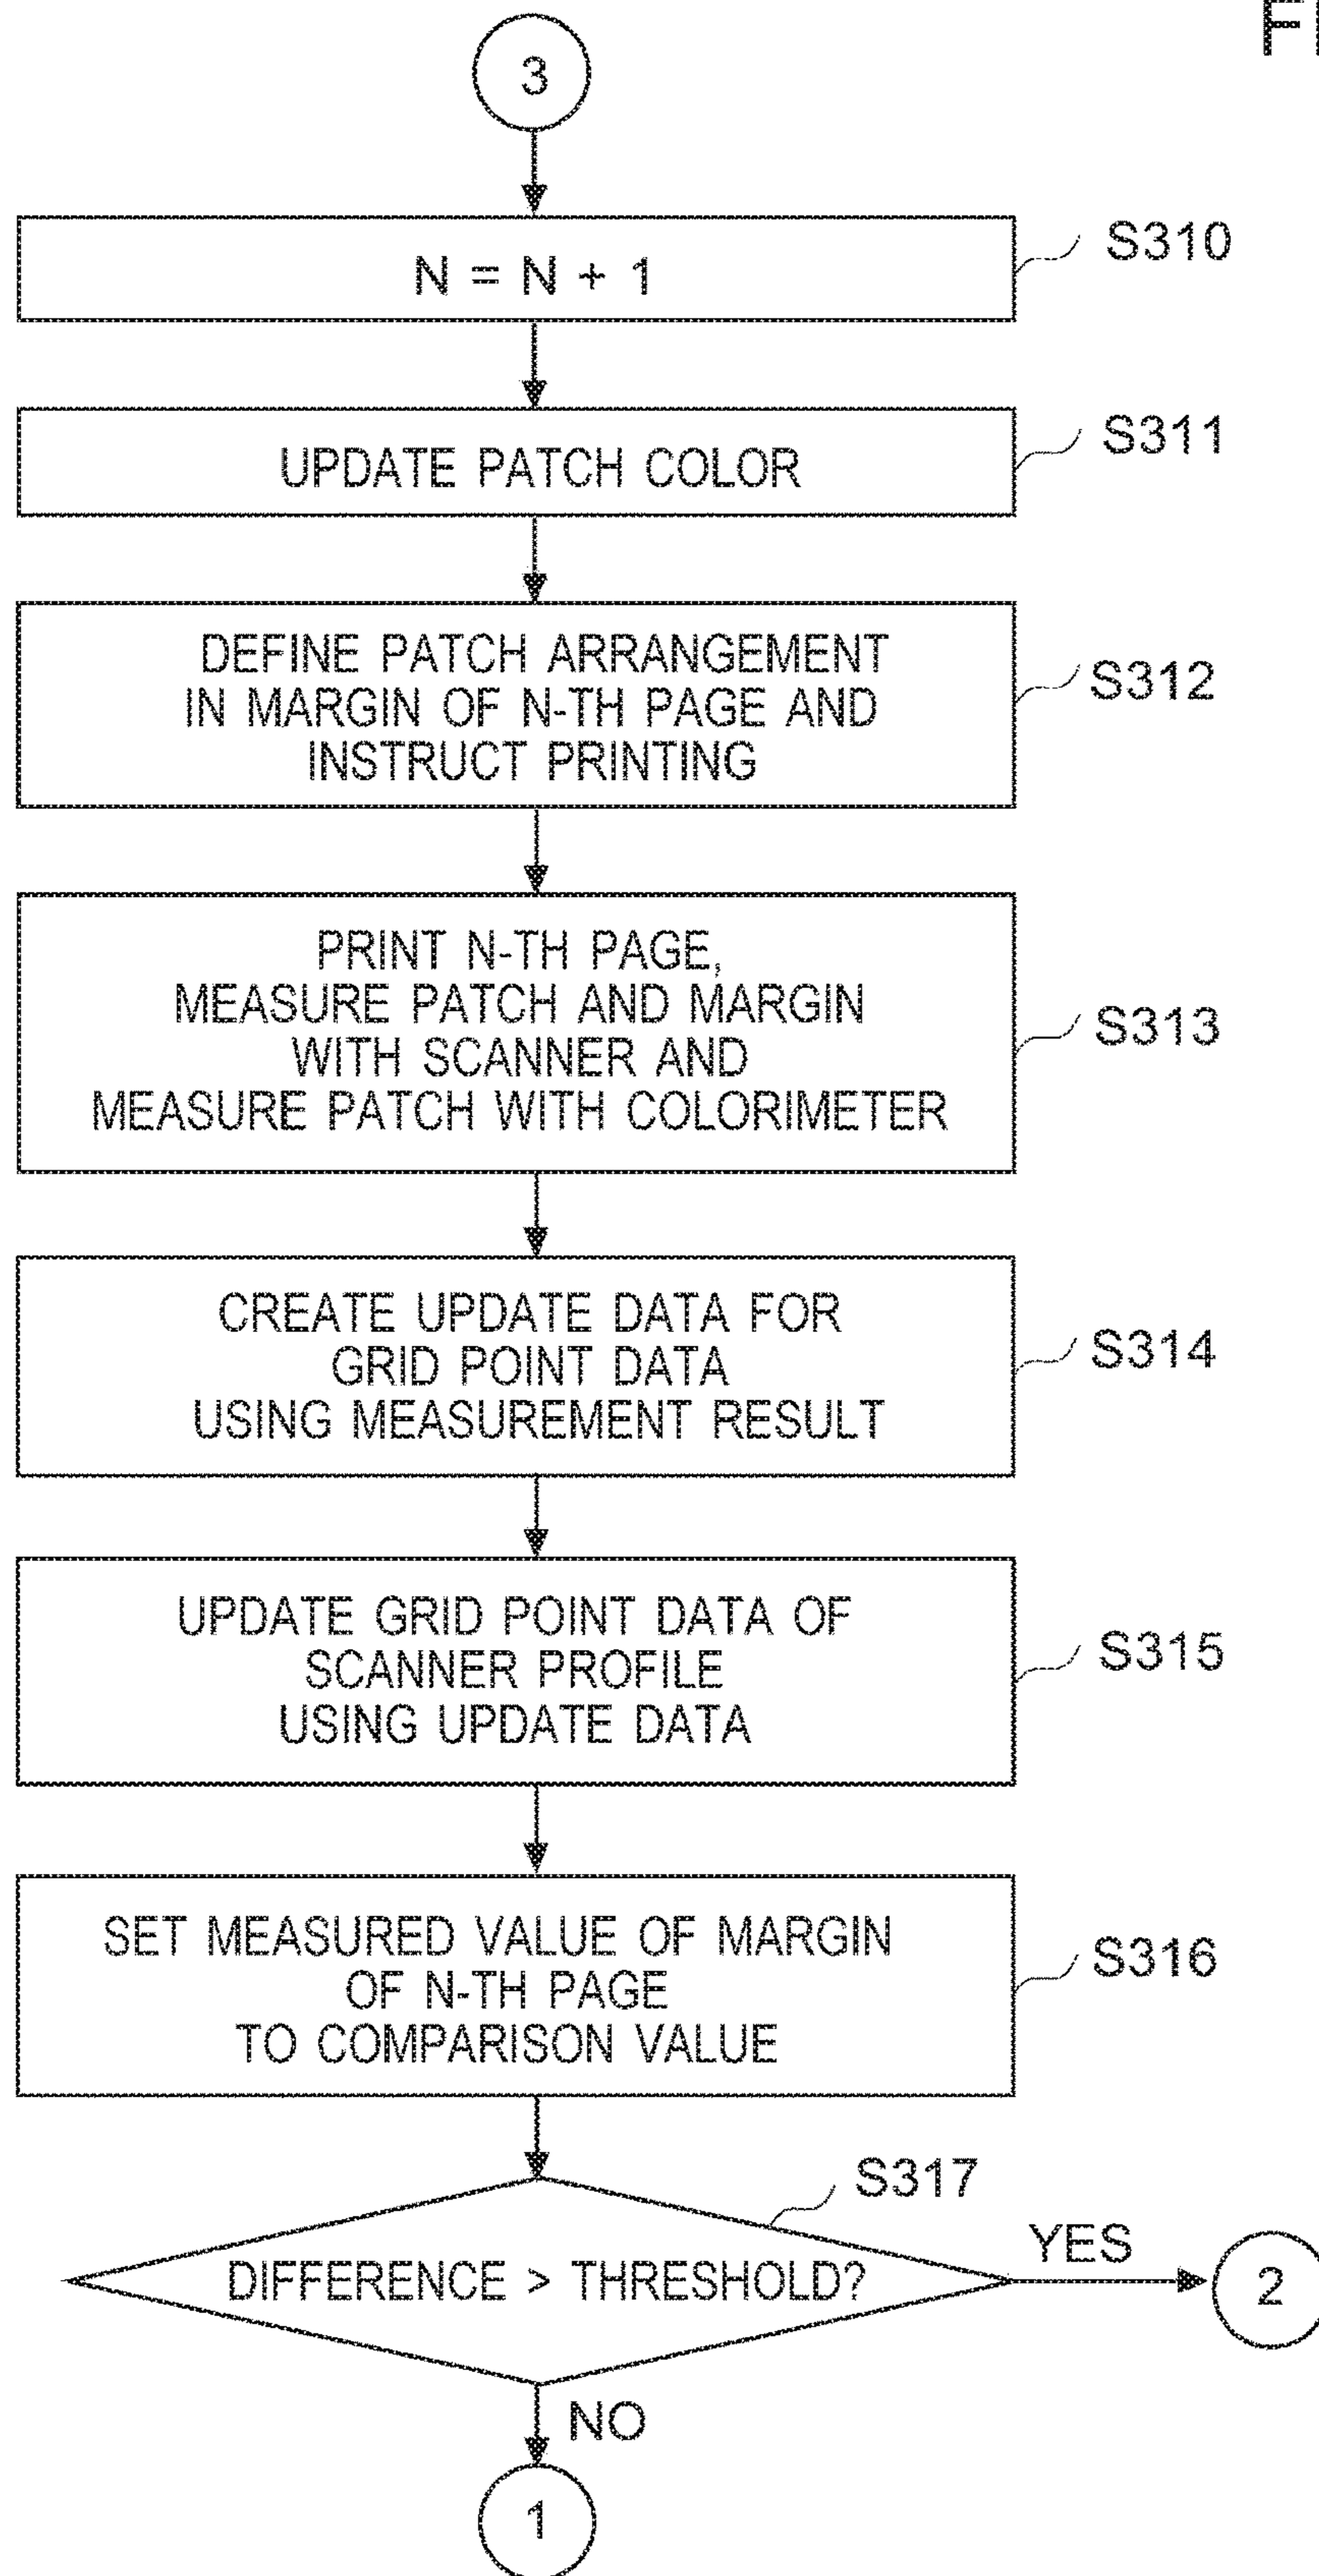 3
N = N + 1
S310
UPDATE PATCH COLOR
S311
DEFINE PATCH ARRANGEMENT
IN MARGIN OF N-TH PAGE AND
INSTRUCT PRINTING
S312
PRINT N-TH PAGE,
MEASURE PATCH AND MARGIN
WITH SCANNER AND
MEASURE PATCH WITH COLORIMETER
S313
CREATE UPDATE DATA FOR
GRID POINT DATA
USING MEASUREMENT RESULT
S314
UPDATE GRID POINT DATA OF
SCANNER PROFILE
USING UPDATE DATA
S315
SET MEASURED VALUE OF MARGIN
OF N-TH PAGE
TO COMPARISON VALUE
S316
S317
DIFFERENCE > THRESHOLD?
YES
2
NO
1